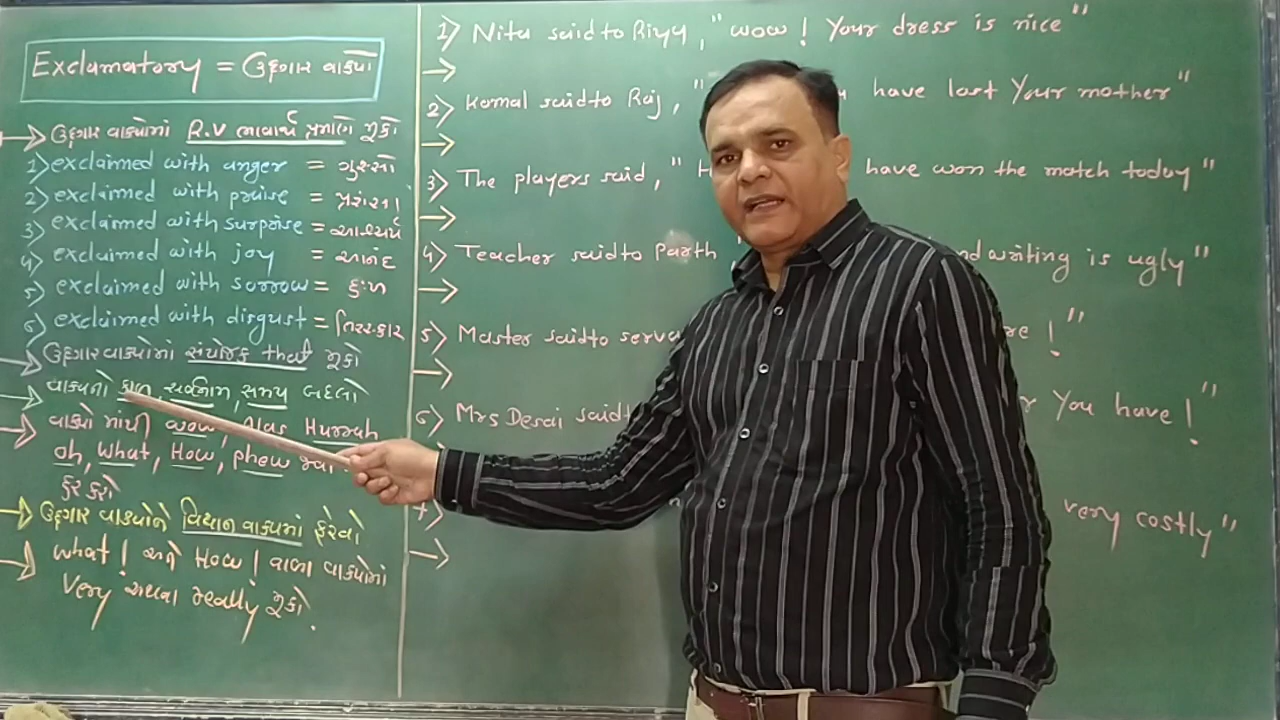 Exclamatory = ઉદ્દગાર વાક્યો
ઉદ્દગાર વાક્યોમાં R.V ભાવાર્થ પ્રમાણે મૂકો
1) exclaimed with anger = ગુસ્સો
2) exclaimed with praise = પ્રશંસા
3) exclaimed with surprise = આશ્ચર્ય
4) exclaimed with joy = આનંદ
5) exclaimed with sorrow = દુઃખ
6) exclaimed with disgust = તિરસ્કાર
ઉદ્દગાર વાક્યોમાં સંયોજક that મૂકો
વાક્યનો કાળ, સર્વનામ, સમય બદલો
વાક્યો માંથી wow, Alas Hurrah
oh, What, How, phew
દુર કરો
ઉદ્દગાર વાક્યોને વિધાન વાક્યમાં ફેરવો
What! અને How! વાળા વાક્યોમાં
Very અથવા really મૂકો.
1) Nita said to Riya, "wow! Your dress is nice"
2) Komal said to Raj, " have lost Your mother"
3) The players said, " have won the match today"
4) Teacher said to Parth " writing is ugly"
5) Master said to !"
6) Mrs Desai said You have!"
very costly"